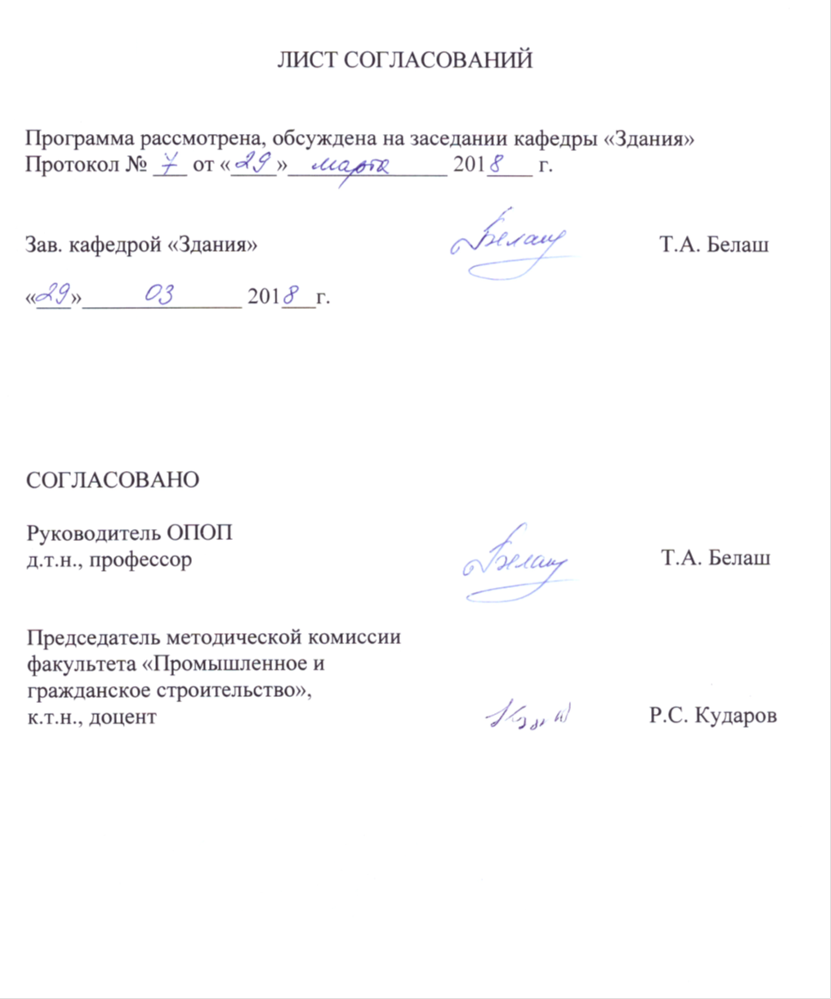 ЛИСТ СОГЛАСОВАНИЙ
Программа рассмотрена, обсуждена на заседании кафедры «Здания»
Протокол № 7 от «29» марта 2018 г.
Зав. кафедрой «Здания» Белаш Т.А. Белаш
«29» 03 2018 г.
СОГЛАСОВАНО
Руководитель ОПОП
д.т.н., профессор Белаш Т.А. Белаш
Председатель методической комиссии
факультета «Промышленное и
гражданское строительство»,
к.т.н., доцент Р.С. Кударов